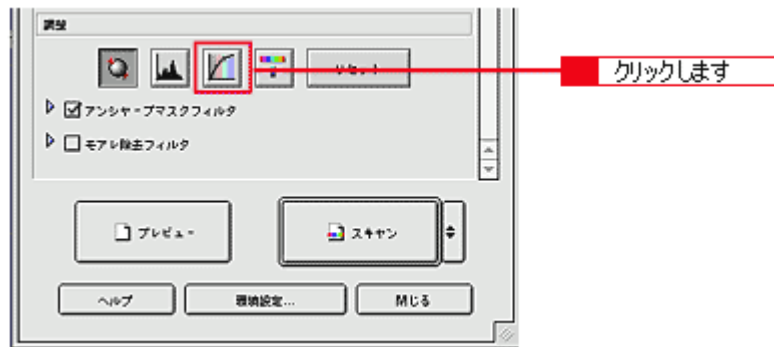 調整
リセット
クリックします
アンシャープマスクフィルタ
モアレ除去フィルタ
プレビュー
スキャン
ヘルプ
環境設定...
閉じる